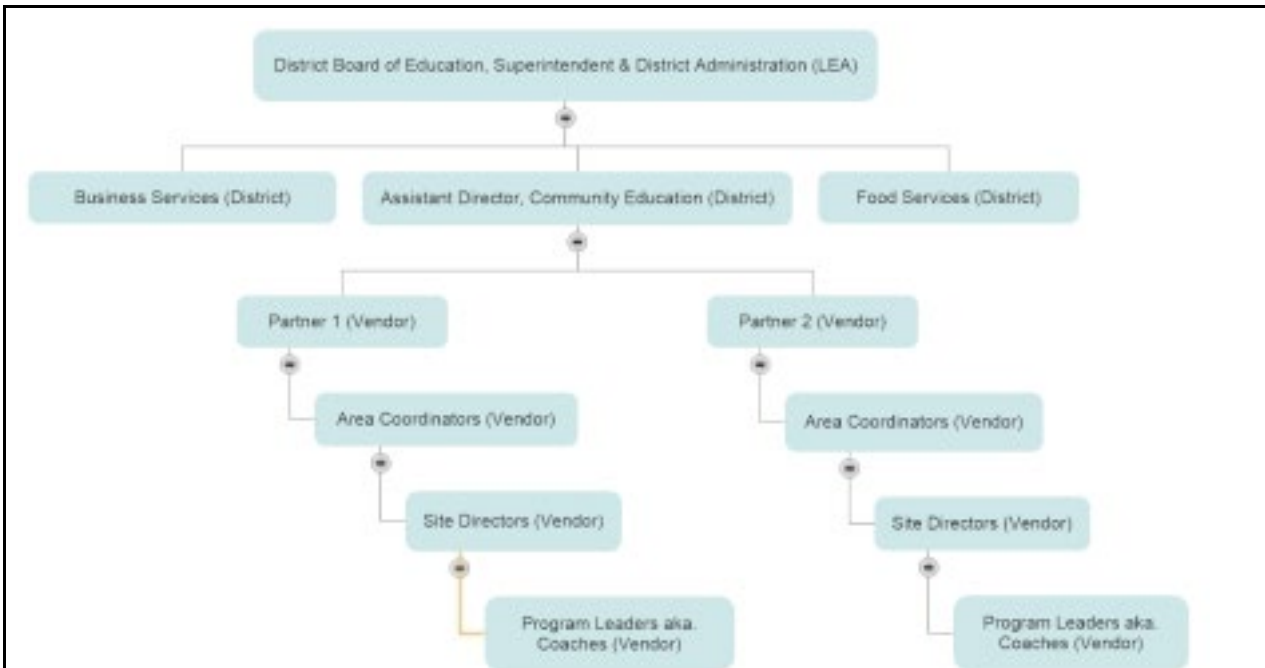 District Board of Education, Superintendent & District Administration (LEA)
Business Services (District)
Assistant Director, Community Education (District)
Food Services (District)
Partner 1 (Vendor)
Partner 2 (Vendor)
Area Coordinators (Vendor)
Area Coordinators (Vendor)
Site Directors (Vendor)
Site Directors (Vendor)
Program Leaders aka.
Coaches (Vendor)
Program Leaders aka.
Coaches (Vendor)